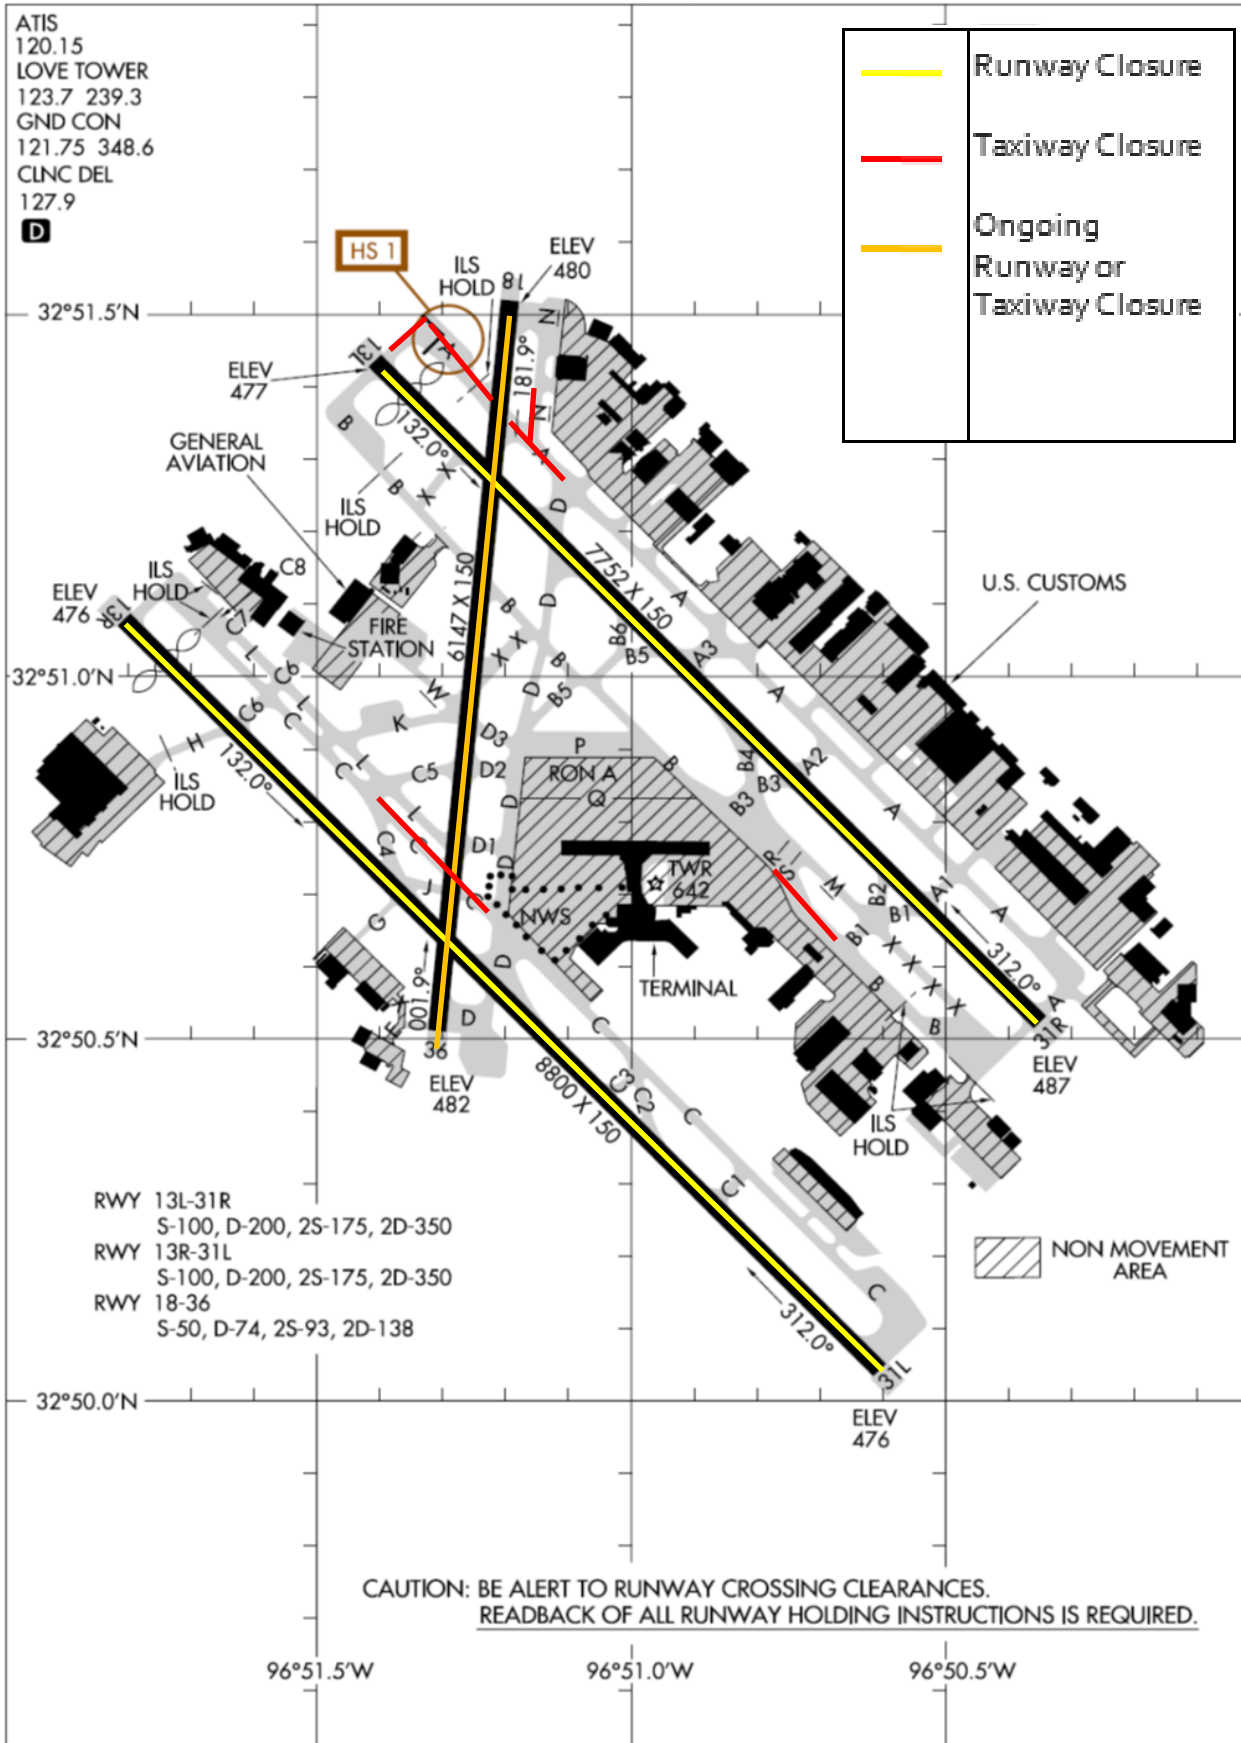 ATIS
120.15
LOVE TOWER
123.7 239.3
GND CON
121.75 348.6
CLNC DEL
127.9
D
Runway Closure
Taxiway Closure
Ongoing
Runway or
Taxiway Closure
HS 1
ILS
HOLD
18
ELEV
480
32°51.5'N
N
13L
A
181.9°
ELEV
477
B
132.0°
N
A
GENERAL
AVIATION
X
B
X
ILS
HOLD
D
C8
ILS
HOLD
7752 X 150
ELEV
476
13R
C7
6147 X 150
B
D
A
U.S. CUSTOMS
FIRE
STATION
L
X
X
B6
B5
A3
B
32°51.0'N
C6
W
D
B5
A
C6
C
L
K
D3
P
H
132.0°
L
C
C5
D2
RON A
B
B4
A2
B3
ILS
HOLD
Q
D
B3
A
L
C4
C
D1
D
TWR
642
R
S
M
B2
A1
J
C
NWS
B1
A
G
B1
X
X
X
X
312.0°
D
TERMINAL
B
001.9°
F
D
C
B
A
31R
32°50.5'N
36
ELEV
482
8800 X 150
C3
C2
C
ELEV
487
ILS
HOLD
C1
RWY 13L-31R
S-100, D-200, 2S-175, 2D-350
RWY 13R-31L
S-100, D-200, 2S-175, 2D-350
RWY 18-36
S-50, D-74, 2S-93, 2D-138
NON MOVEMENT
AREA
C
312.0°
31L
32°50.0'N
ELEV
476
CAUTION: BE ALERT TO RUNWAY CROSSING CLEARANCES.
READBACK OF ALL RUNWAY HOLDING INSTRUCTIONS IS REQUIRED.
96°51.5'W
96°51.0'W
96°50.5'W